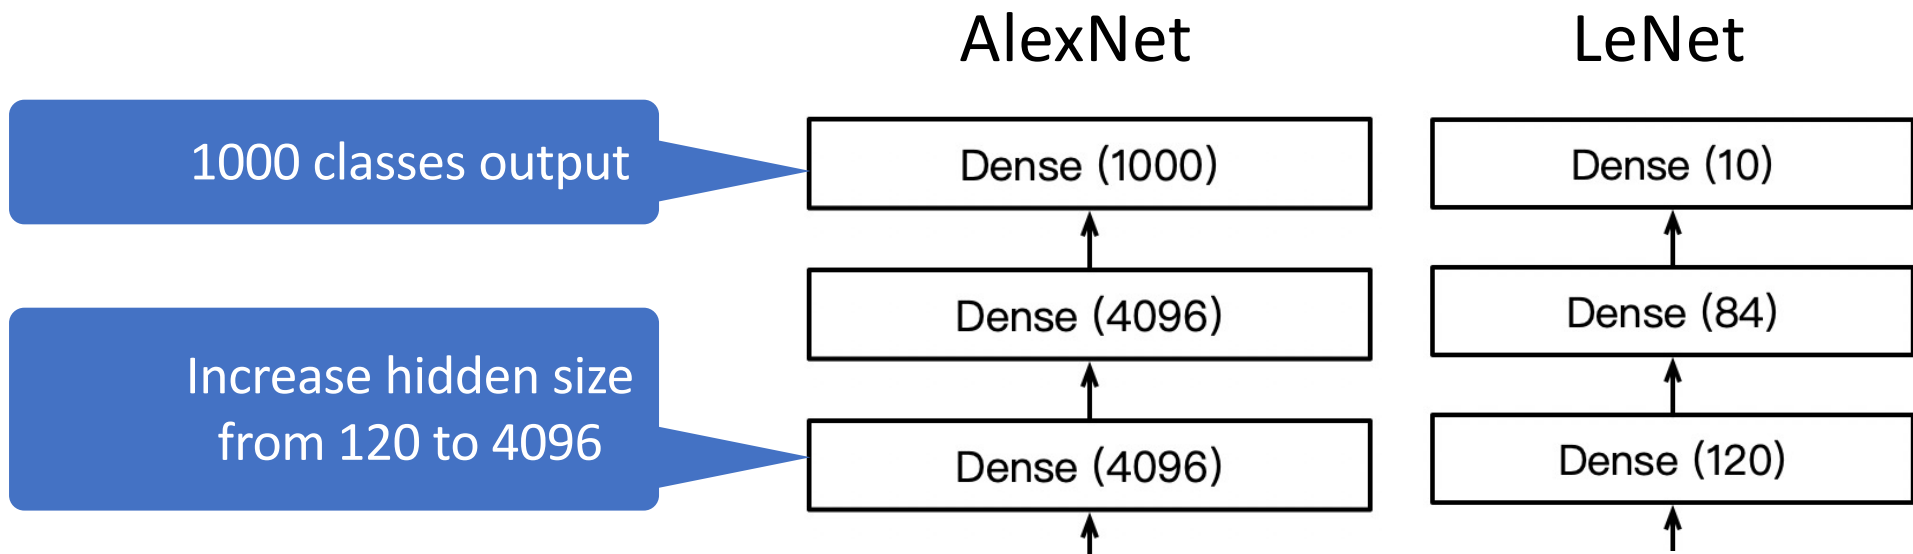 AlexNet
LeNet
1000 classes output
Dense (1000)
Dense (10)
Dense (4096)
Dense (84)
Increase hidden size
from 120 to 4096
Dense (4096)
Dense (120)